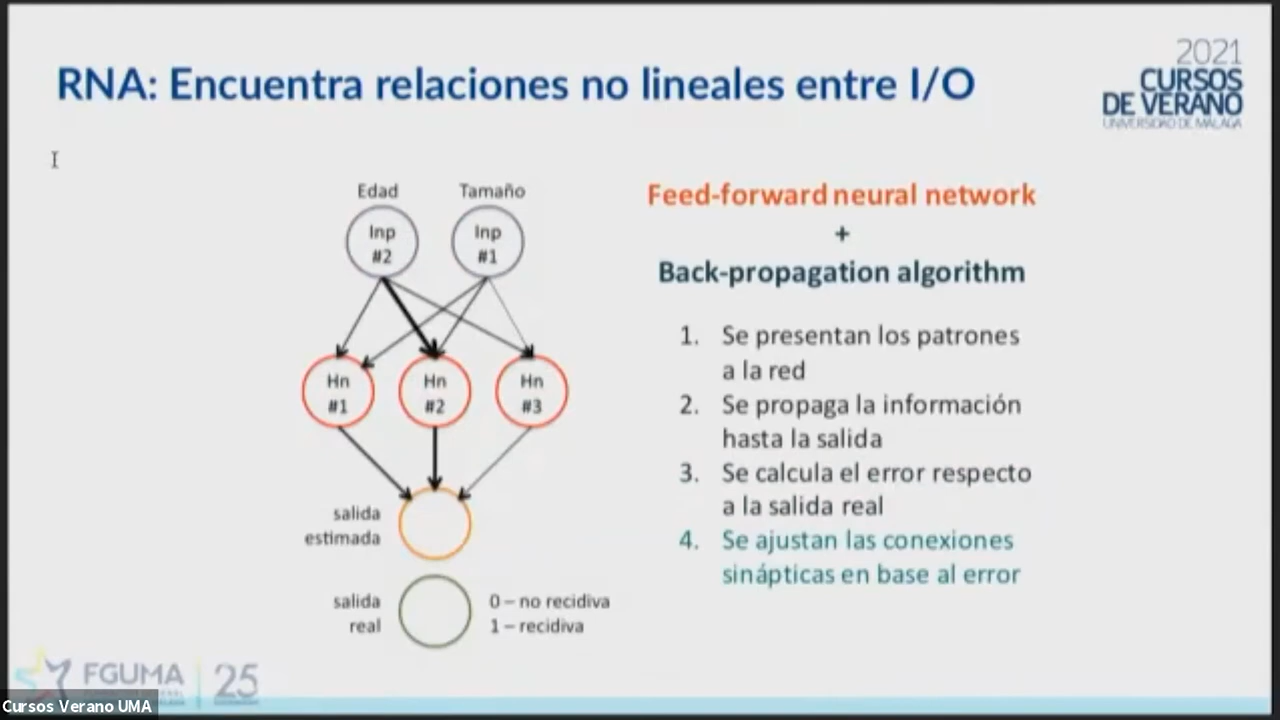 RNA: Encuentra relaciones no lineales entre I/O
2021
CURSOS
DE VERANO
UNIVERSIDAD DE MÁLAGA
Edad
Tamaño
Inp
#2
Inp
#1
Hn
#1
Hn
#2
Hn
#3
salida
estimada
salida
real
0 – no recidiva
1 – recidiva
Feed-forward neural network
+
Back-propagation algorithm
1. Se presentan los patrones
a la red
2. Se propaga la información
hasta la salida
3. Se calcula el error respecto
a la salida real
4. Se ajustan las conexiones
sinápticas en base al error
FGUMA
25
Cursos Verano UMA